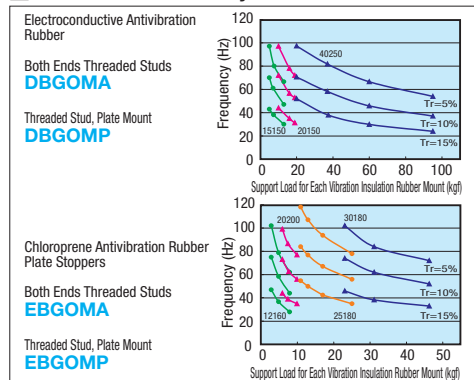 Electroconductive Antivibration
Rubber
Both Ends Threaded Studs
DBGOMA
Threaded Stud, Plate Mount
DBGOMP
Frequency (Hz)
120
100
80
60
40
20
0
40250
15150
20150
Tr=5%
Tr=10%
Tr=15%
0 20 40 60 80 100
Support Load for Each Vibration Insulation Rubber Mount (kgf)
Chloroprene Antivibration Rubber
Plate Stoppers
Both Ends Threaded Studs
EBGOMA
Threaded Stud, Plate Mount
EBGOMP
Frequency (Hz)
120
100
80
60
40
20
0
20200
30180
12160
25180
Tr=5%
Tr=10%
Tr=15%
0 10 20 30 40 50
Support Load for Each Vibration Insulation Rubber Mount (kgf)